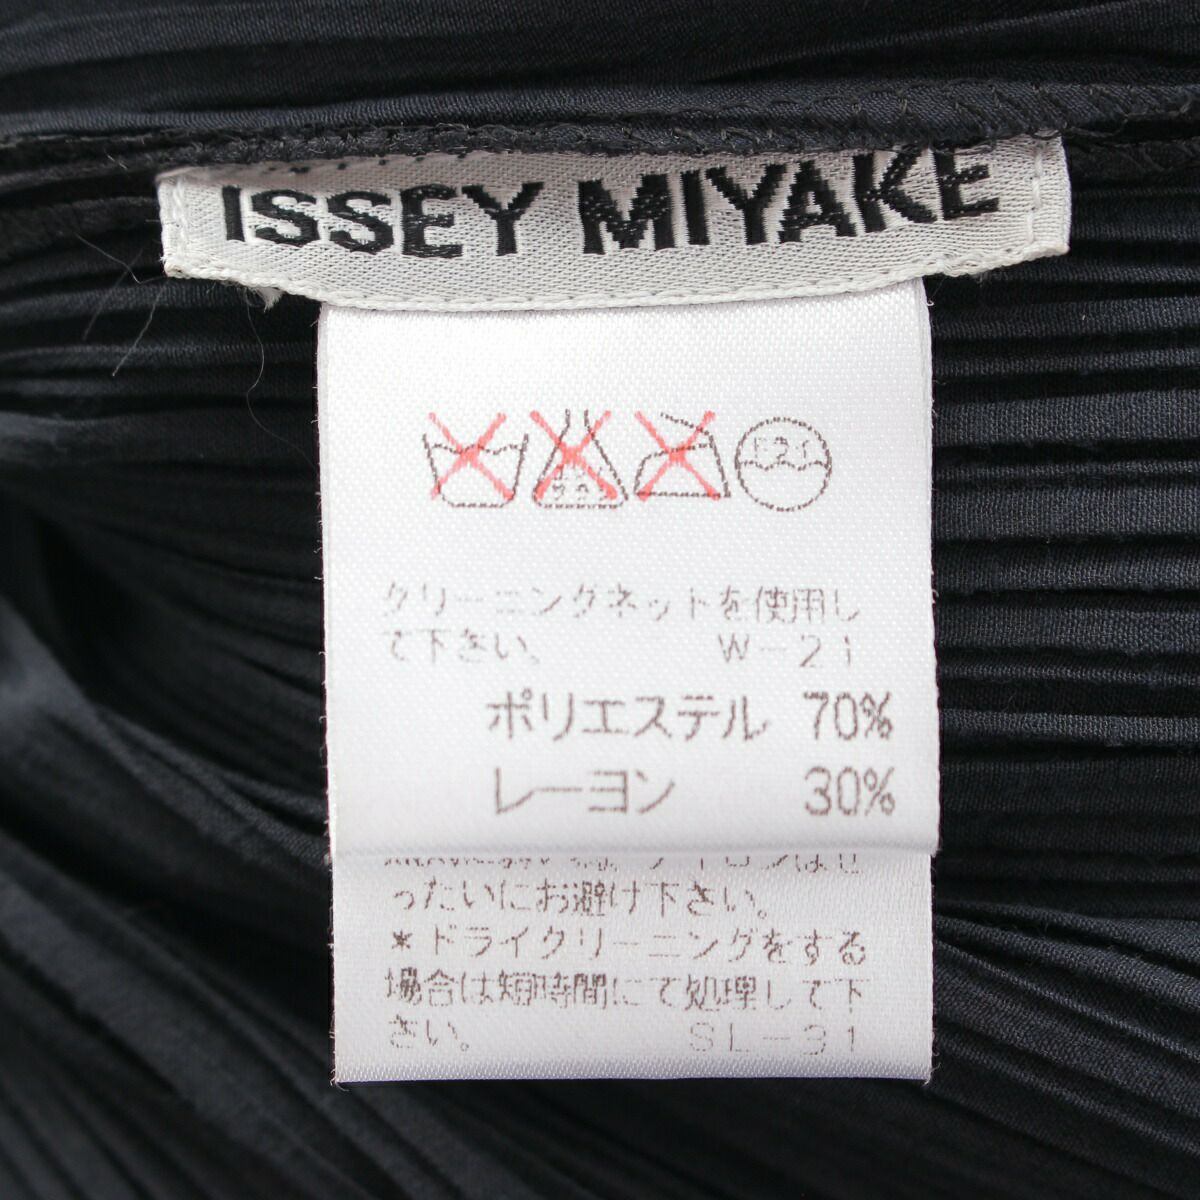 ISSEY MIYAKE
クリーニングネットを使用し
て下さい。 W-21
ポリエステル 70%
レーヨン 30%
ったいにお避け下さい。
*ドライクリーニングをする
場合は短時間にて処理して下
さい。 SL-31